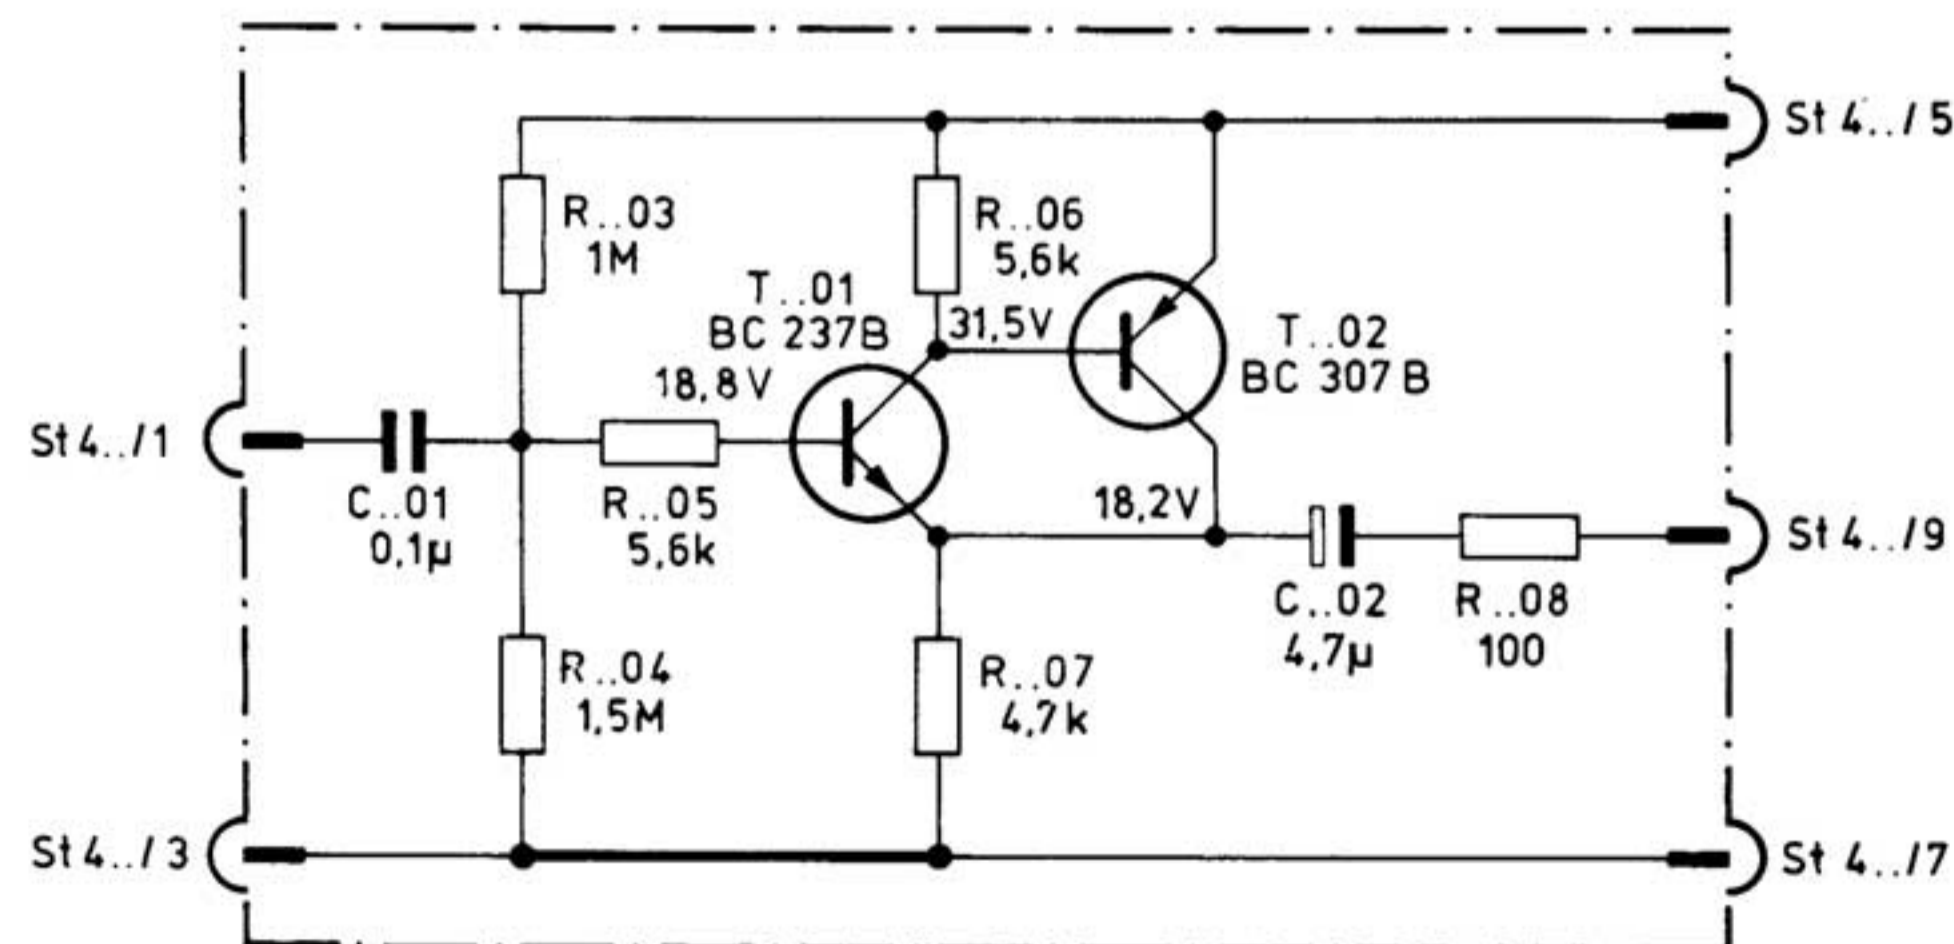 St 4../5
R..03
1M
R..06
5,6k
T..01
BC 237B
31,5V
T..02
BC 307B
18,8V
St 4../1
C..01
0,1µ
R..05
5,6k
18,2V
St 4../9
C..02
4,7µ
R..08
100
R..04
1,5M
R..07
4,7k
St 4../3
St 4../7